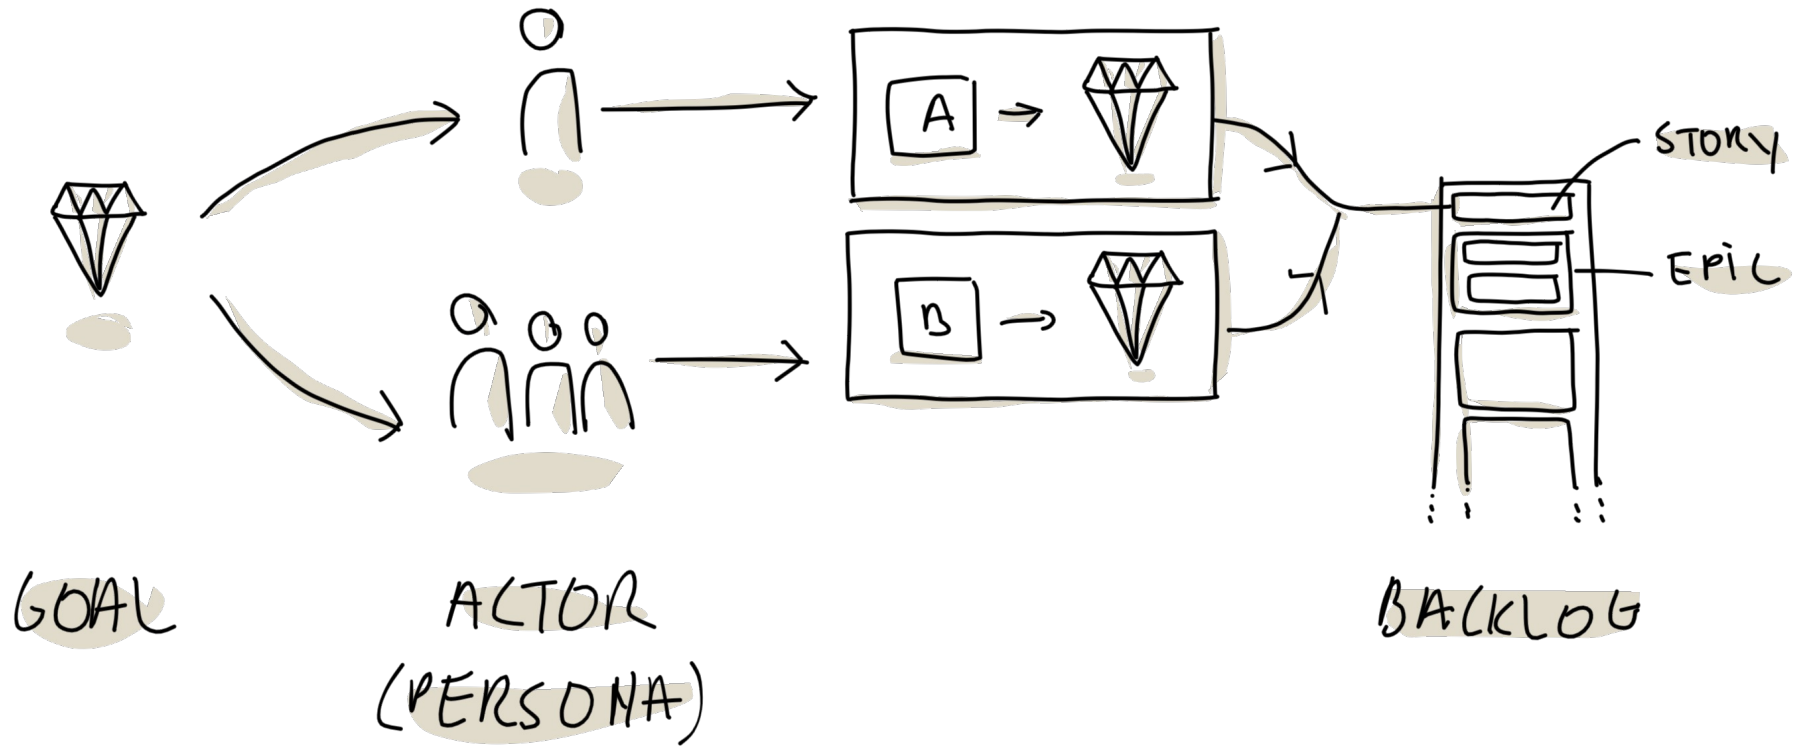 A
STORY
EPIC
B
GOAL
ACTOR
(PERSONA)
BACKLOG